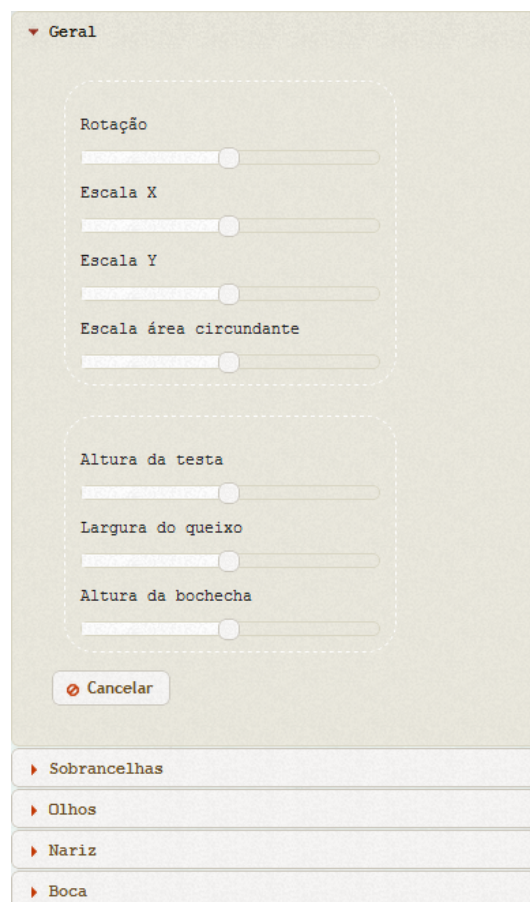 Geral
Rotação
Escala X
Escala Y
Escala área circundante
Altura da testa
Largura do queixo
Altura da bochecha
Cancelar
Sobrancelhas
Olhos
Nariz
Boca